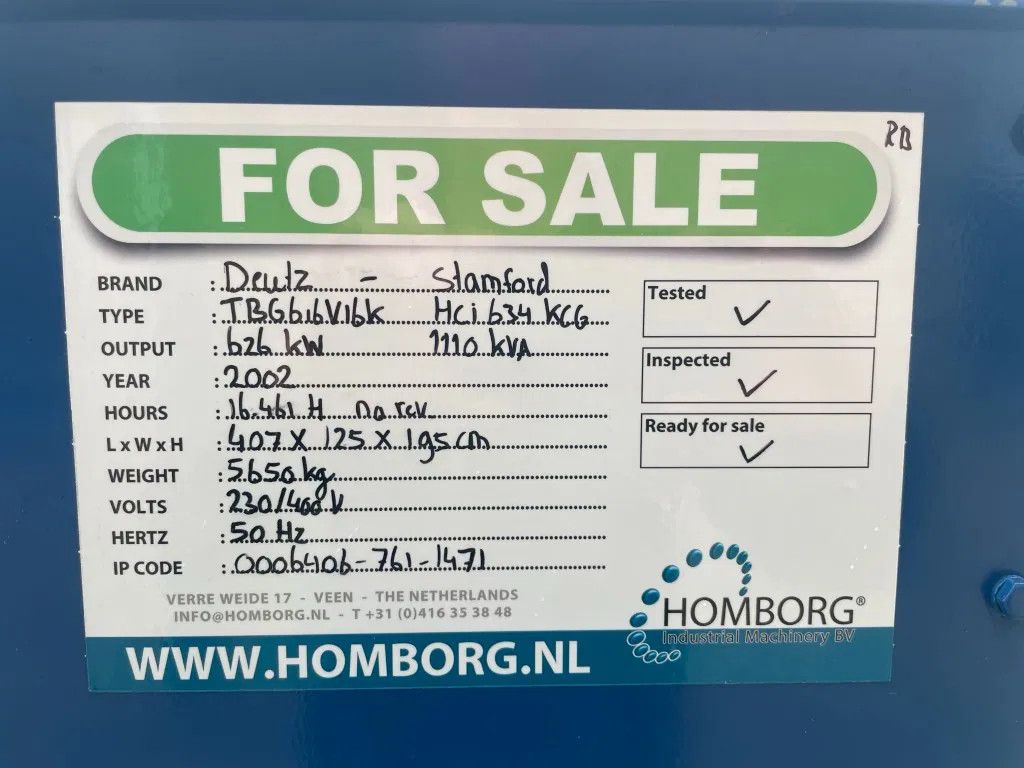 RB
FOR SALE
BRAND : Deutz - Stamford
TYPE : TBG616V16K HCi 634 KCG
OUTPUT : 626 kW 1110 kVA
YEAR : 2002
HOURS : 16.461 H na rev
L x W x H : 407 X 125 X 195 cm
WEIGHT : 5650 kg
VOLTS : 230/400 V
HERTZ : 50 Hz
IP CODE : 0006406-761-1471
Tested ✓
Inspected ✓
Ready for sale ✓
VERRE WEIDE 17 - VEEN - THE NETHERLANDS
INFO@HOMBORG.NL - T +31 (0)416 35 38 48
HOMBORG®
Industrial Machinery BV
WWW.HOMBORG.NL